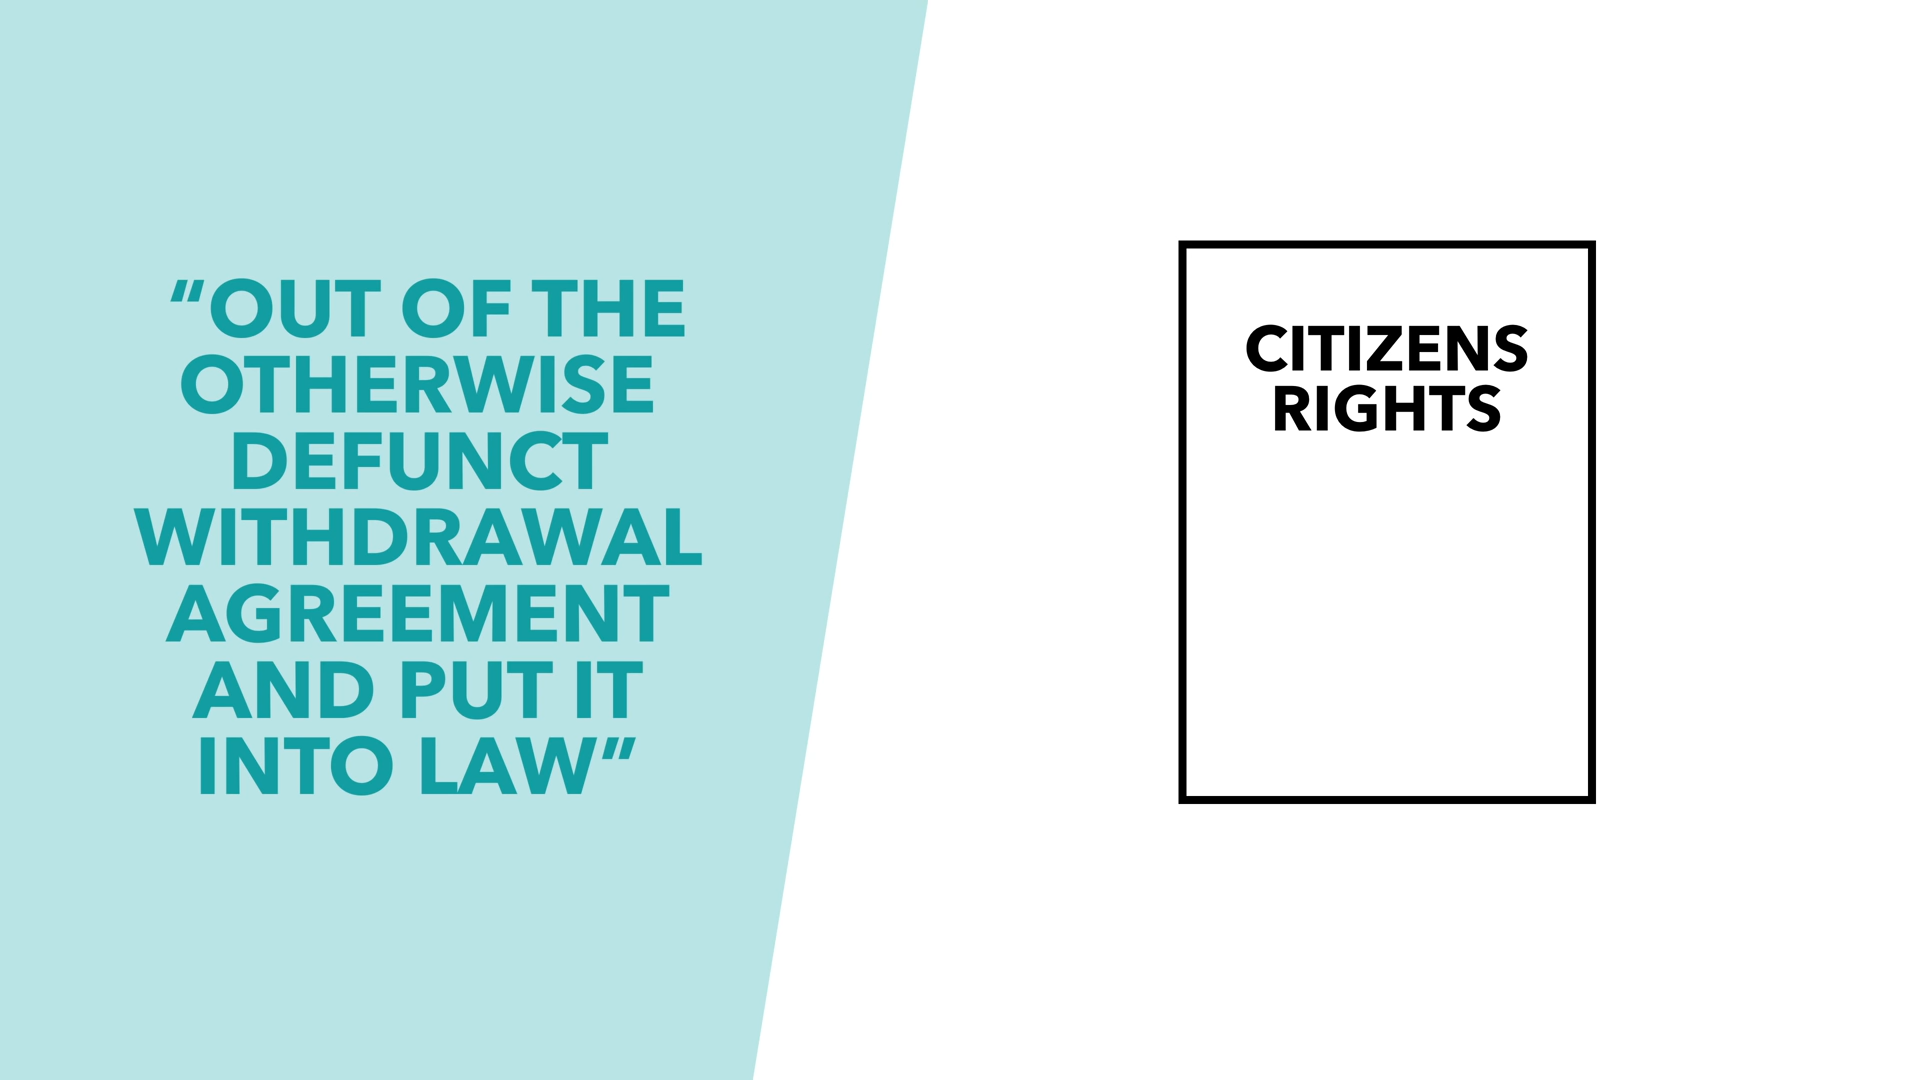 “OUT OF THE
OTHERWISE
DEFUNCT
WITHDRAWAL
AGREEMENT
AND PUT IT
INTO LAW”
CITIZENS
RIGHTS